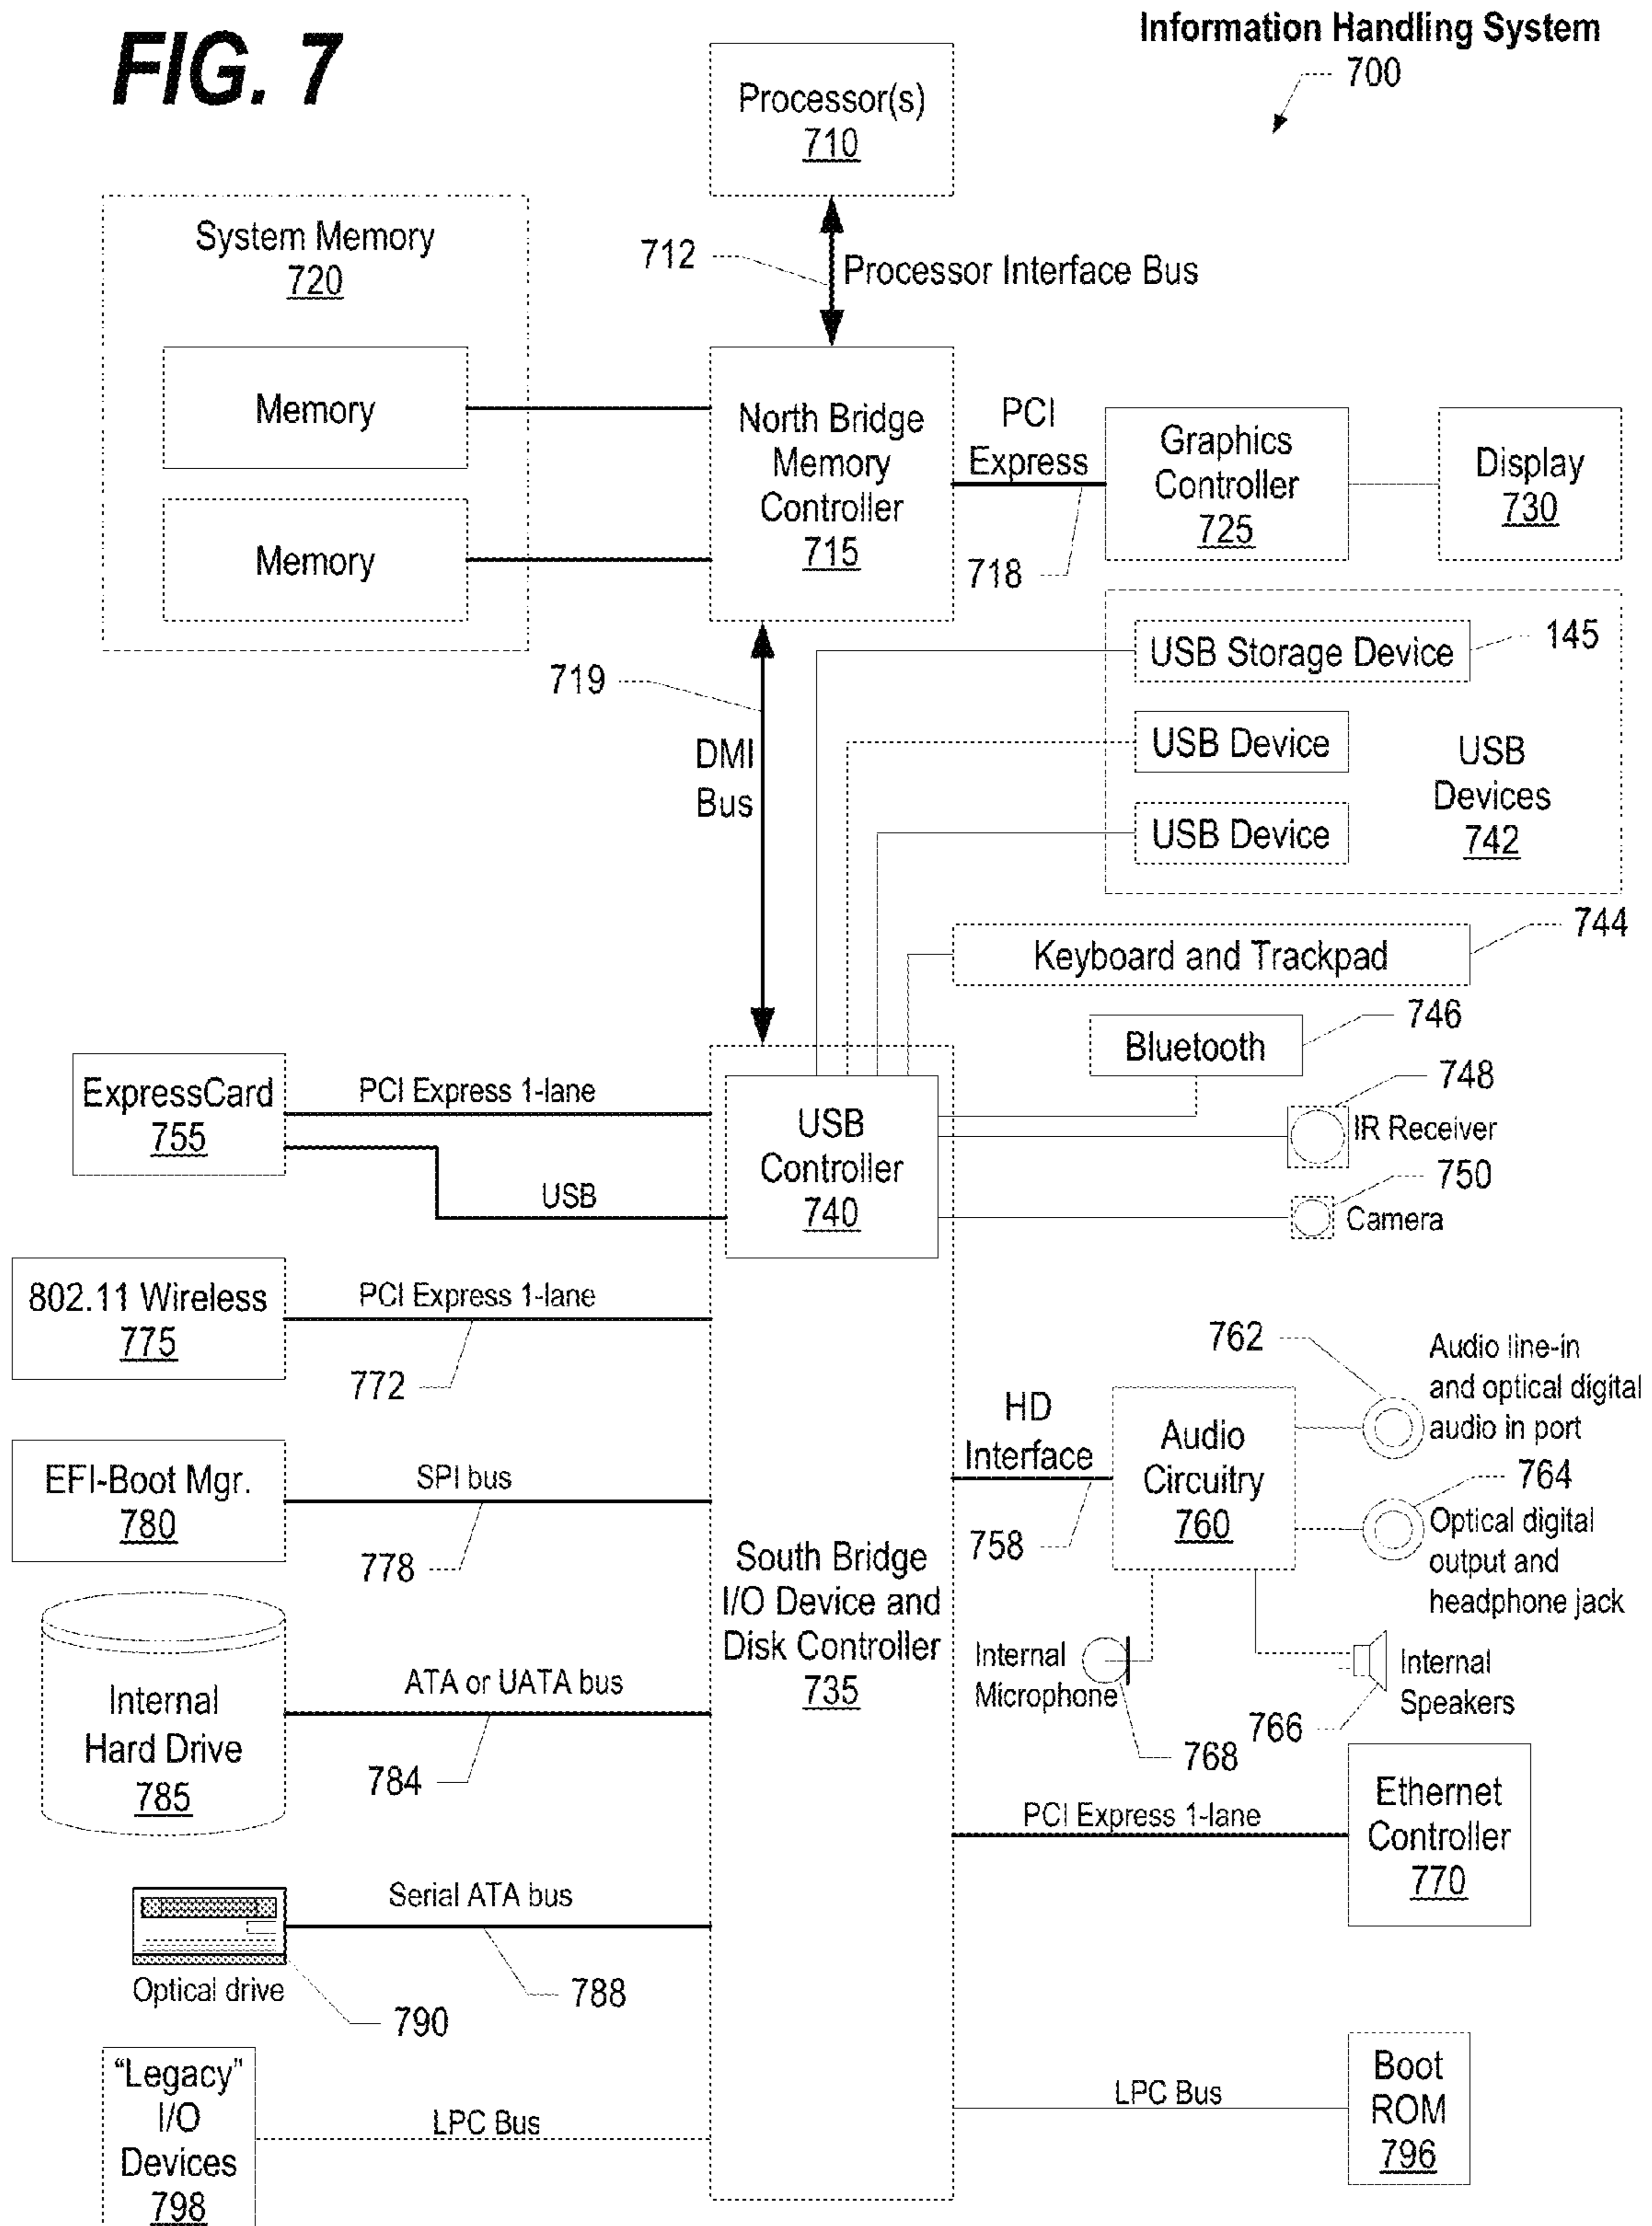 FIG. 7
Information Handling System
700
Processor(s)
710
712
Processor Interface Bus
System Memory
720
Memory
Memory
North Bridge
Memory
Controller
715
PCI
Express
718
Graphics
Controller
725
Display
730
719
DMI
Bus
USB Storage Device
145
USB Device
USB Device
USB
Devices
742
Keyboard and Trackpad
744
Bluetooth
746
748
IR Receiver
750
Camera
ExpressCard
755
PCI Express 1-lane
USB
USB
Controller
740
802.11 Wireless
775
PCI Express 1-lane
772
EFI-Boot Mgr.
780
SPI bus
778
South Bridge
I/O Device and
Disk Controller
735
HD
Interface
758
Audio
Circuitry
760
762
Audio line-in
and optical digital
audio in port
764
Optical digital
output and
headphone jack
Internal
Microphone
768
Internal
Speakers
766
Internal
Hard Drive
785
ATA or UATA bus
784
PCI Express 1-lane
Ethernet
Controller
770
Serial ATA bus
788
Optical drive
790
“Legacy”
I/O
Devices
798
LPC Bus
LPC Bus
Boot
ROM
796